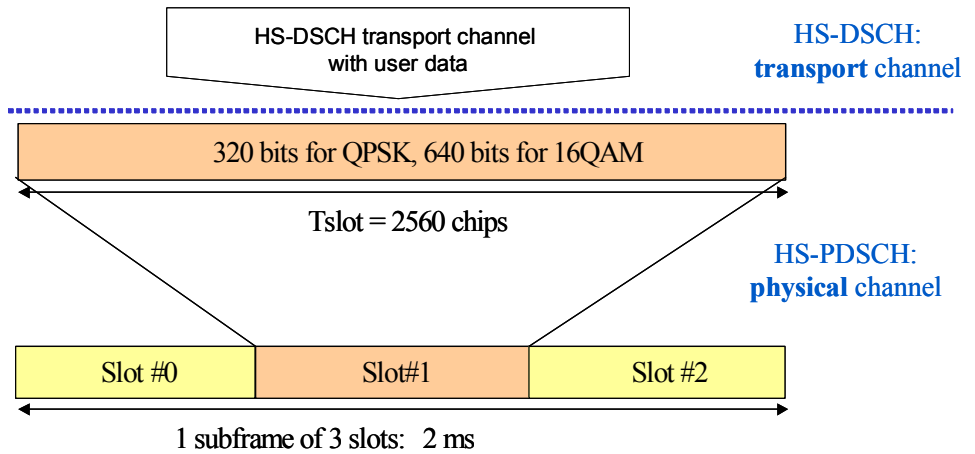 HS-DSCH transport channel
with user data
HS-DSCH:
transport channel
320 bits for QPSK, 640 bits for 16QAM
Tslot = 2560 chips
HS-PDSCH:
physical channel
Slot #0
Slot#1
Slot #2
1 subframe of 3 slots: 2 ms